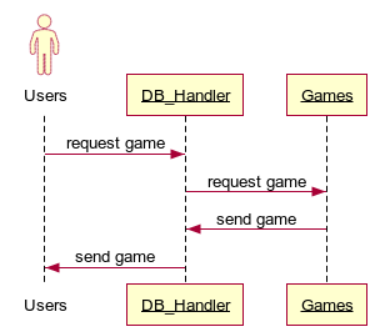 Users
DB_Handler
Games
request game
request game
send game
send game
Users
DB_Handler
Games